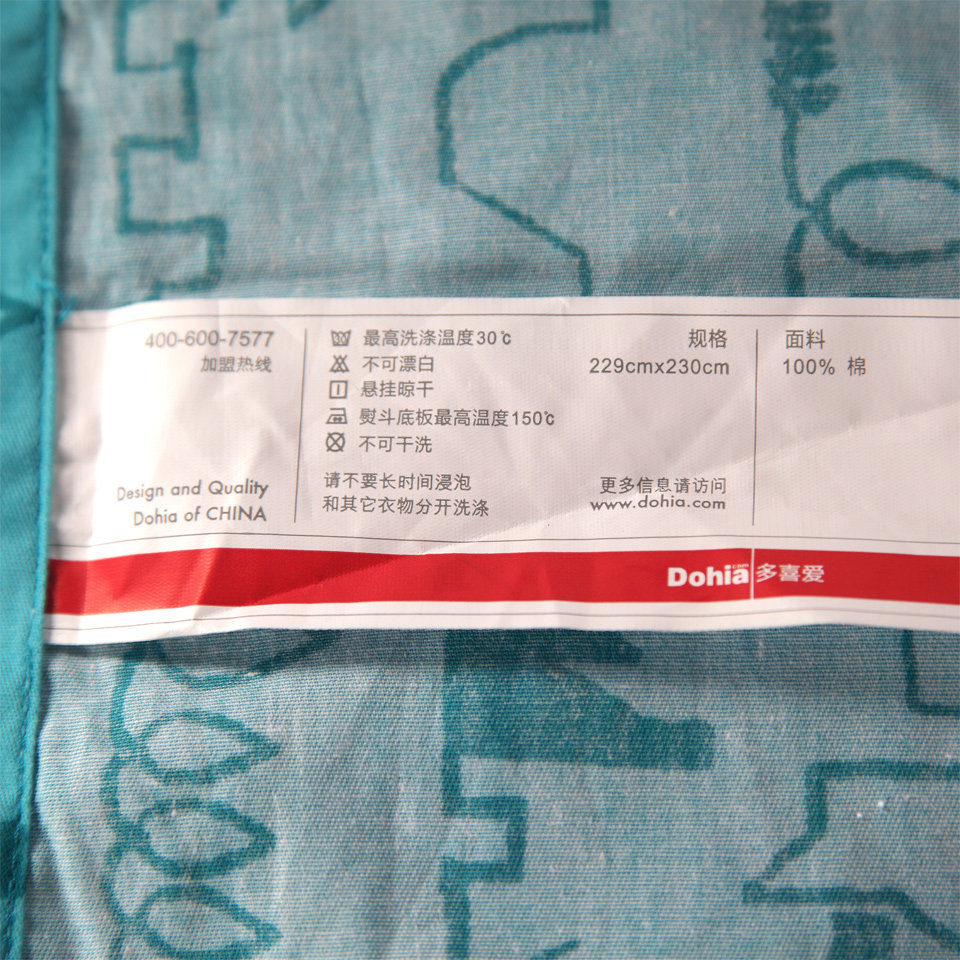 400-600-7577
加盟热线
Design and Quality
Dohia of CHINA
最高洗涤温度30℃
不可漂白
悬挂晾干
熨斗底板最高温度150℃
不可干洗
请不要长时间浸泡
和其它衣物分开洗涤
规格
229cmx230cm
更多信息请访问
www.dohia.com
面料
100% 棉
Dohia.com 多喜爱